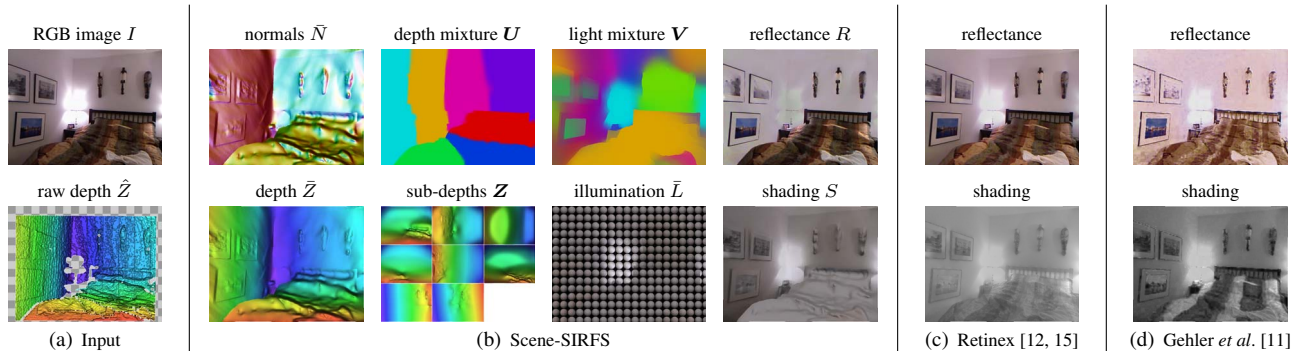 RGB image I
normals N̄
depth mixture U
light mixture V
reflectance R
reflectance
reflectance
raw depth Ẑ
depth Z̄
sub-depths Z
illumination L̄
shading S
shading
shading
(a) Input
(b) Scene-SIRFS
(c) Retinex [12, 15]
(d) Gehler et al. [11]